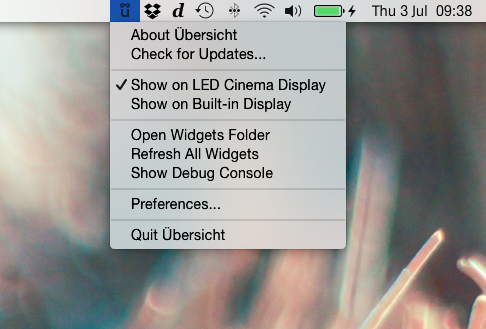 ü d Thu 3 Jul 09:38
About Übersicht
Check for Updates...
✓ Show on LED Cinema Display
Show on Built-in Display
Open Widgets Folder
Refresh All Widgets
Show Debug Console
Preferences...
Quit Übersicht